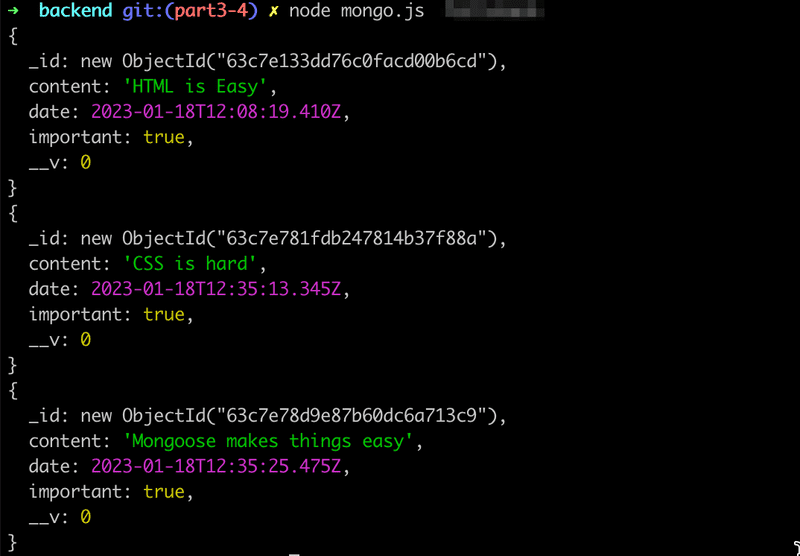 ➜ backend git:(part3-4) ✗ node mongo.js
{
  _id: new ObjectId("63c7e133dd76c0facd00b6cd"),
  content: 'HTML is Easy',
  date: 2023-01-18T12:08:19.410Z,
  important: true,
  __v: 0
}
{
  _id: new ObjectId("63c7e781fdb247814b37f88a"),
  content: 'CSS is hard',
  date: 2023-01-18T12:35:13.345Z,
  important: true,
  __v: 0
}
{
  _id: new ObjectId("63c7e78d9e87b60dc6a713c9"),
  content: 'Mongoose makes things easy',
  date: 2023-01-18T12:35:25.475Z,
  important: true,
  __v: 0
}